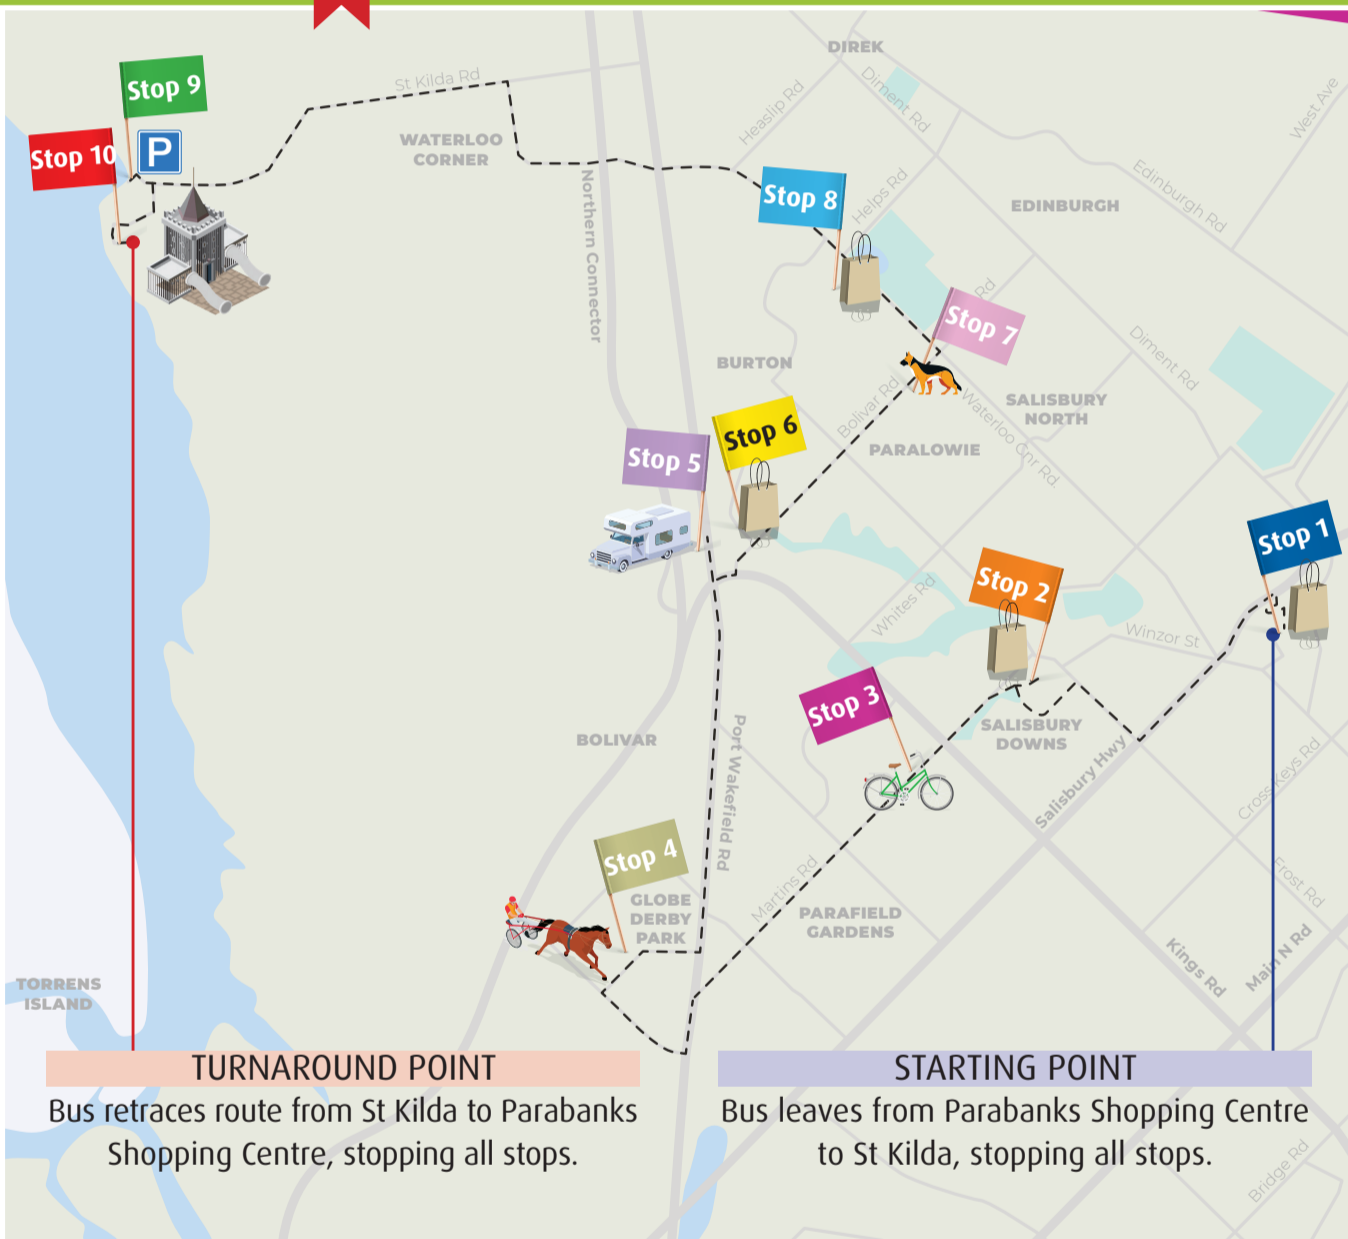 DIREK
St Kilda Rd
Heaslip Rd
Diment Rd
West Ave
Stop 9
Stop 10
P
WATERLOO
CORNER
Northern Connector
Stop 8
Helps Rd
EDINBURGH
Edinburgh Rd
Rd
Stop 7
Diment Rd
BURTON
Bolivar Rd
Waterloo Cnr Rd
SALISBURY
NORTH
PARALOWIE
Stop 6
Stop 5
Stop 1
Stop 2
Whites Rd
Winzor St
Stop 3
SALISBURY
DOWNS
BOLIVAR
Port Wakefield Rd
Salisbury Hwy
Cross Keys Rd
Stop 4
GLOBE
DERBY
PARK
Martins Rd
PARAFIELD
GARDENS
Frost Rd
Kings Rd
Main N Rd
TORRENS
ISLAND
TURNAROUND POINT
Bus retraces route from St Kilda to Parabanks
Shopping Centre, stopping all stops.
STARTING POINT
Bus leaves from Parabanks Shopping Centre
to St Kilda, stopping all stops.
Bridge Rd